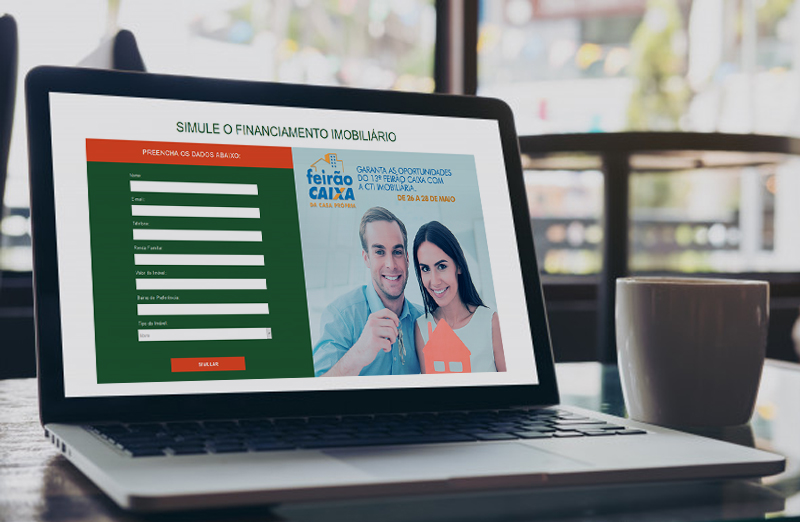 SIMULE O FINANCIAMENTO IMOBILIÁRIO
PREENCHA OS DADOS ABAIXO:
Nome
E-mail
Telefone
Renda Familiar
Valor do Imóvel
Bairro de Preferência
Tipo do Imóvel
SIMULAR
feirão
CAIXA
DA CASA PRÓPRIA
GARANTA AS OPORTUNIDADES
DO 13º FEIRÃO CAIXA COM
A CTI IMOBILIÁRIA.
DE 26 A 28 DE MAIO